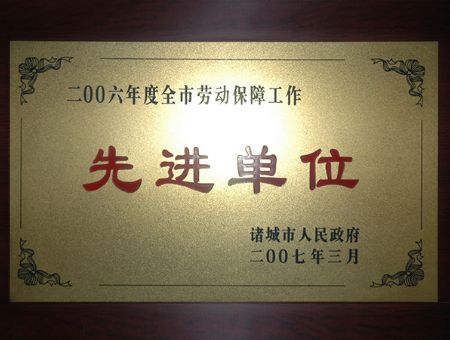 二００六年度全市劳动保障工作
先进单位
诸城市人民政府
二００七年三月